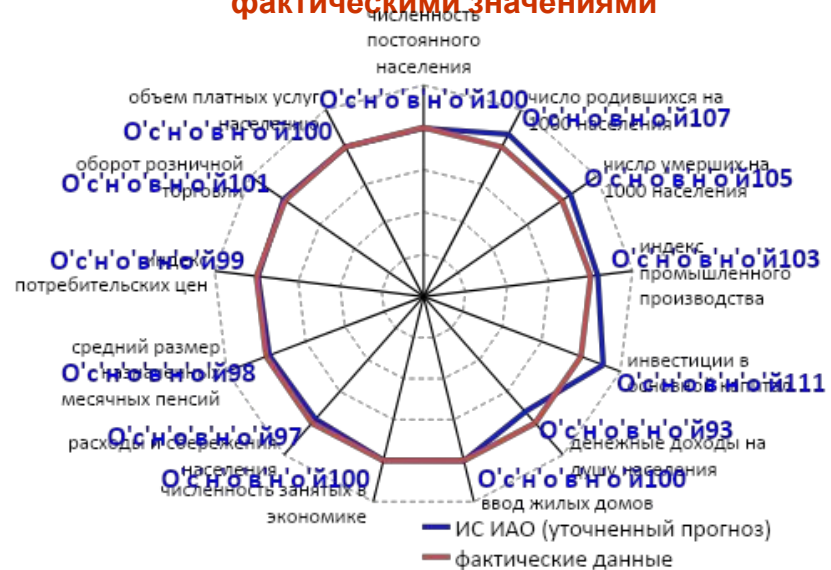 фактическими значениями
численность
постоянного
населения
О'с'н'о'в'н'о'й100
число родившихся на
1000 населения
О'с'н'о'в'н'о'й107
число умерших на
1000 населения
О'с'н'о'в'н'о'й105
индекс
промышленного
производства
О'с'н'о'в'н'о'й103
инвестиции в
основной капитал
О'с'н'о'в'н'о'й111
денежные доходы на
душу населения
О'с'н'о'в'н'о'й93
ввод жилых домов
О'с'н'о'в'н'о'й100
численность занятых в
экономике
О'с'н'о'в'н'о'й100
расходы и сбережения
населения
О'с'н'о'в'н'о'й97
средний размер
назначенных
месячных пенсий
О'с'н'о'в'н'о'й98
индекс
потребительских цен
О'с'н'о'в'н'о'й99
оборот розничной
торговли
О'с'н'о'в'н'о'й101
объем платных услуг
населению
О'с'н'о'в'н'о'й100
ИС ИАО (уточненный прогноз)
фактические данные